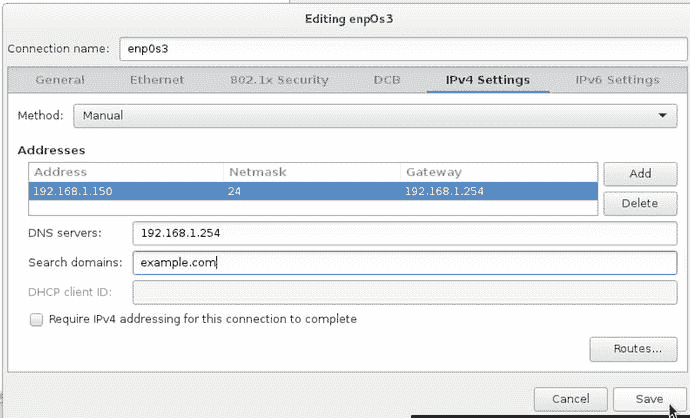 Editing enp0s3
Connection name: enp0s3
General Ethernet 802.1x Security DCB IPv4 Settings IPv6 Settings
Method: Manual
Addresses
Address Netmask Gateway
Add
192.168.1.150 24 192.168.1.254
Delete
DNS servers: 192.168.1.254
Search domains: example.com
DHCP client ID:
Require IPv4 addressing for this connection to complete
Routes...
Cancel Save